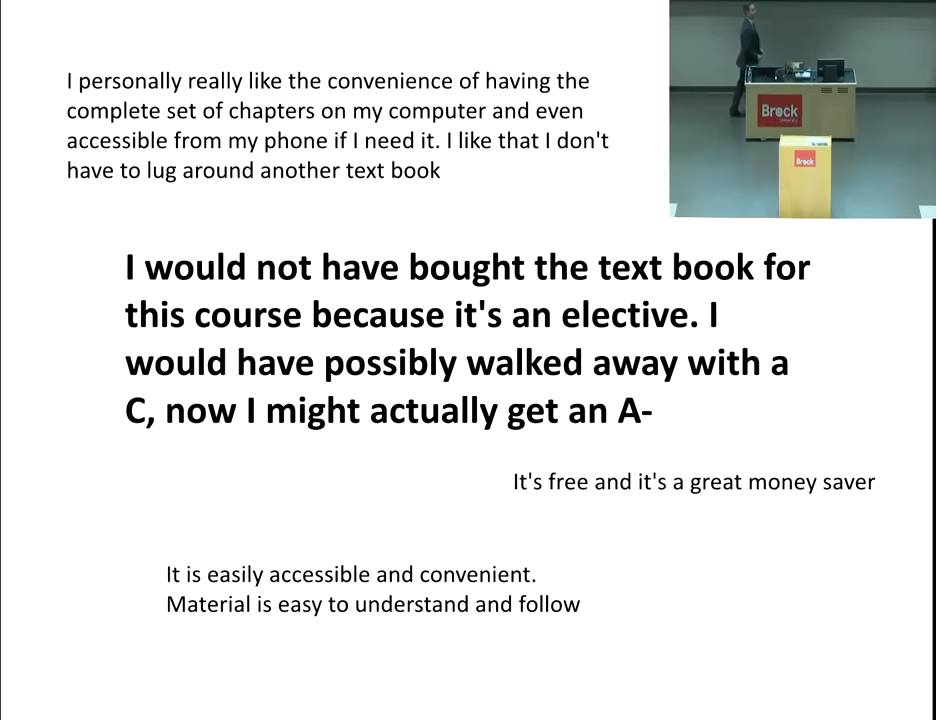 I personally really like the convenience of having the
complete set of chapters on my computer and even
accessible from my phone if I need it. I like that I don't
have to lug around another text book
Brock
University
Brock
I would not have bought the text book for
this course because it's an elective. I
would have possibly walked away with a
C, now I might actually get an A-
It's free and it's a great money saver
It is easily accessible and convenient.
Material is easy to understand and follow